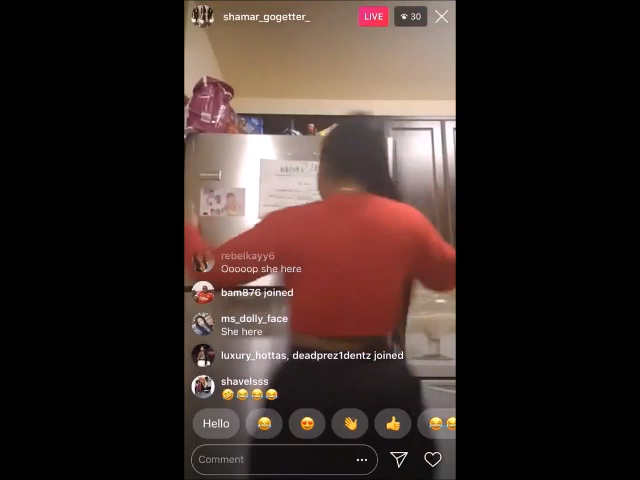 shamar_gogetter_
LIVE
30
rebelkayy6
Ooooop she here
bam876 joined
ms_dolly_face
She here
luxury_hottas, deadprez1dentz joined
shavelsss
🤣😂😂😂
Hello 😂 😍 👋 👍 😂
Comment